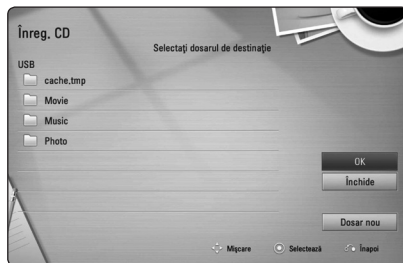 Înreg. CD
Selectaţi dosarul de destinaţie
USB
cache.tmp
Movie
Music
Photo
OK
Închide
Dosar nou
Mişcare
Selectează
Înapoi